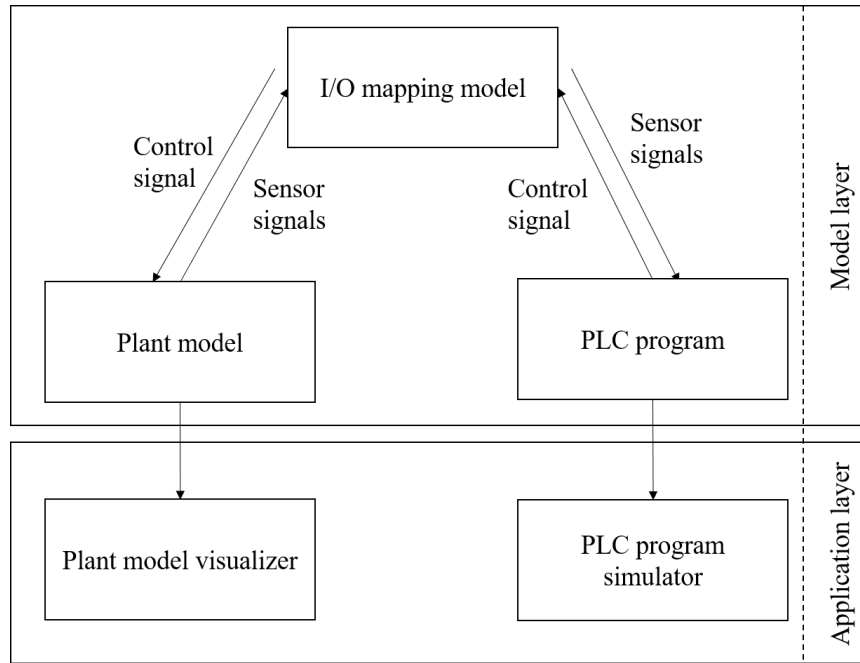 I/O mapping model
Control
signal
Sensor
signals
Control
signal
Sensor
signals
Model layer
Plant model
PLC program
Plant model visualizer
PLC program
simulator
Application layer